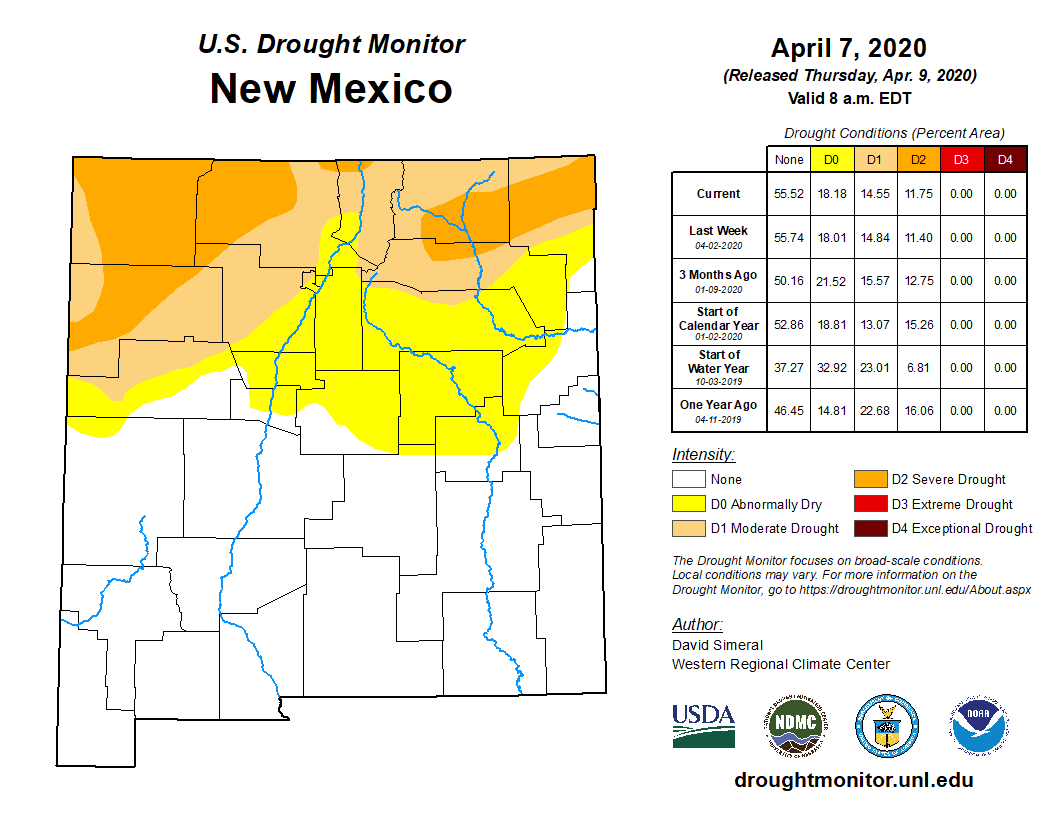 U.S. Drought Monitor
New Mexico
April 7, 2020
(Released Thursday, Apr. 9, 2020)
Valid 8 a.m. EDT
Drought Conditions (Percent Area)
None D0 D1 D2 D3 D4
Current 55.52 18.18 14.55 11.75 0.00 0.00
Last Week
04-02-2020
55.74 18.01 14.84 11.40 0.00 0.00
3 Months Ago
01-09-2020
50.16 21.52 15.57 12.75 0.00 0.00
Start of
Calendar Year
01-02-2020
52.86 18.81 13.07 15.26 0.00 0.00
Start of
Water Year
10-03-2019
37.27 32.92 23.01 6.81 0.00 0.00
One Year Ago
04-11-2019
46.45 14.81 22.68 16.06 0.00 0.00
Intensity:
None
D0 Abnormally Dry
D1 Moderate Drought
D2 Severe Drought
D3 Extreme Drought
D4 Exceptional Drought
The Drought Monitor focuses on broad-scale conditions.
Local conditions may vary. For more information on the
Drought Monitor, go to https://droughtmonitor.unl.edu/About.aspx
Author:
David Simeral
Western Regional Climate Center
USDA
NDMC
NOAA
droughtmonitor.unl.edu